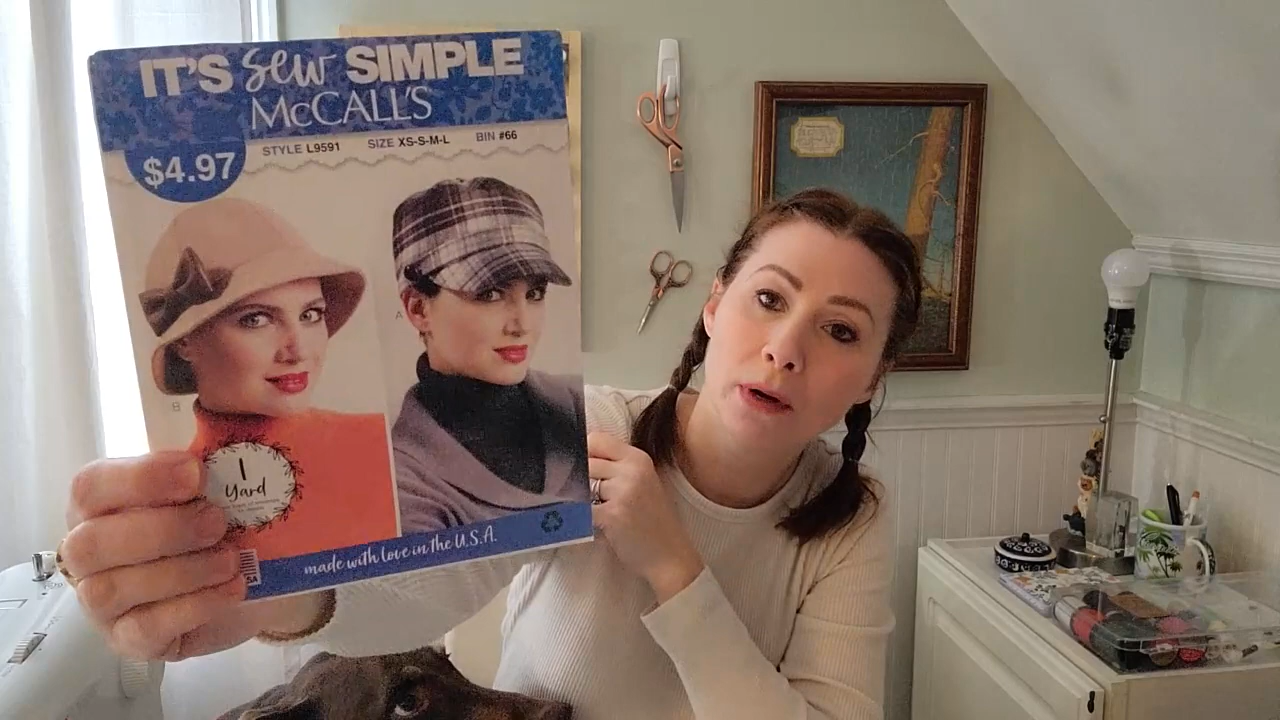 IT'S sew SIMPLE
McCALL'S
$4.97
STYLE L9591
SIZE XS-S-M-L
BIN #66
A
B
1
Yard
made with love in the U.S.A.